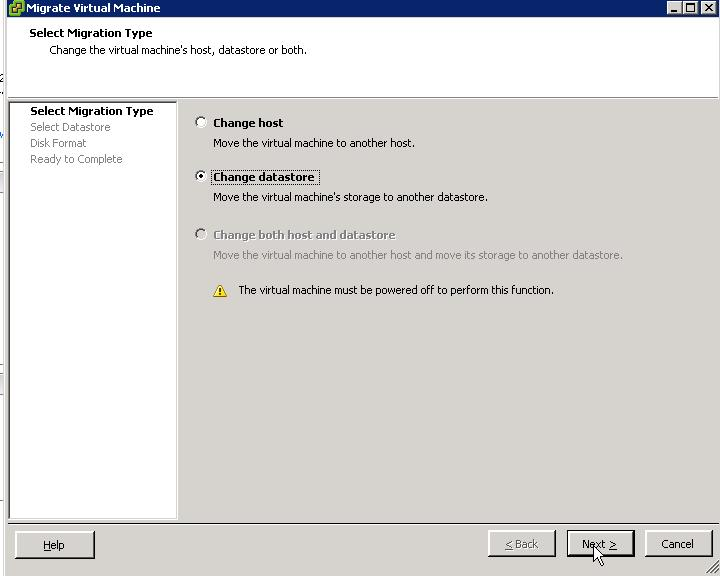 Migrate Virtual Machine
Select Migration Type
Change the virtual machine's host, datastore or both.
Select Migration Type
Select Datastore
Disk Format
Ready to Complete
Change host
Move the virtual machine to another host.
Change datastore
Move the virtual machine's storage to another datastore.
Change both host and datastore
Move the virtual machine to another host and move its storage to another datastore.
The virtual machine must be powered off to perform this function.
Help
< Back
Next >
Cancel